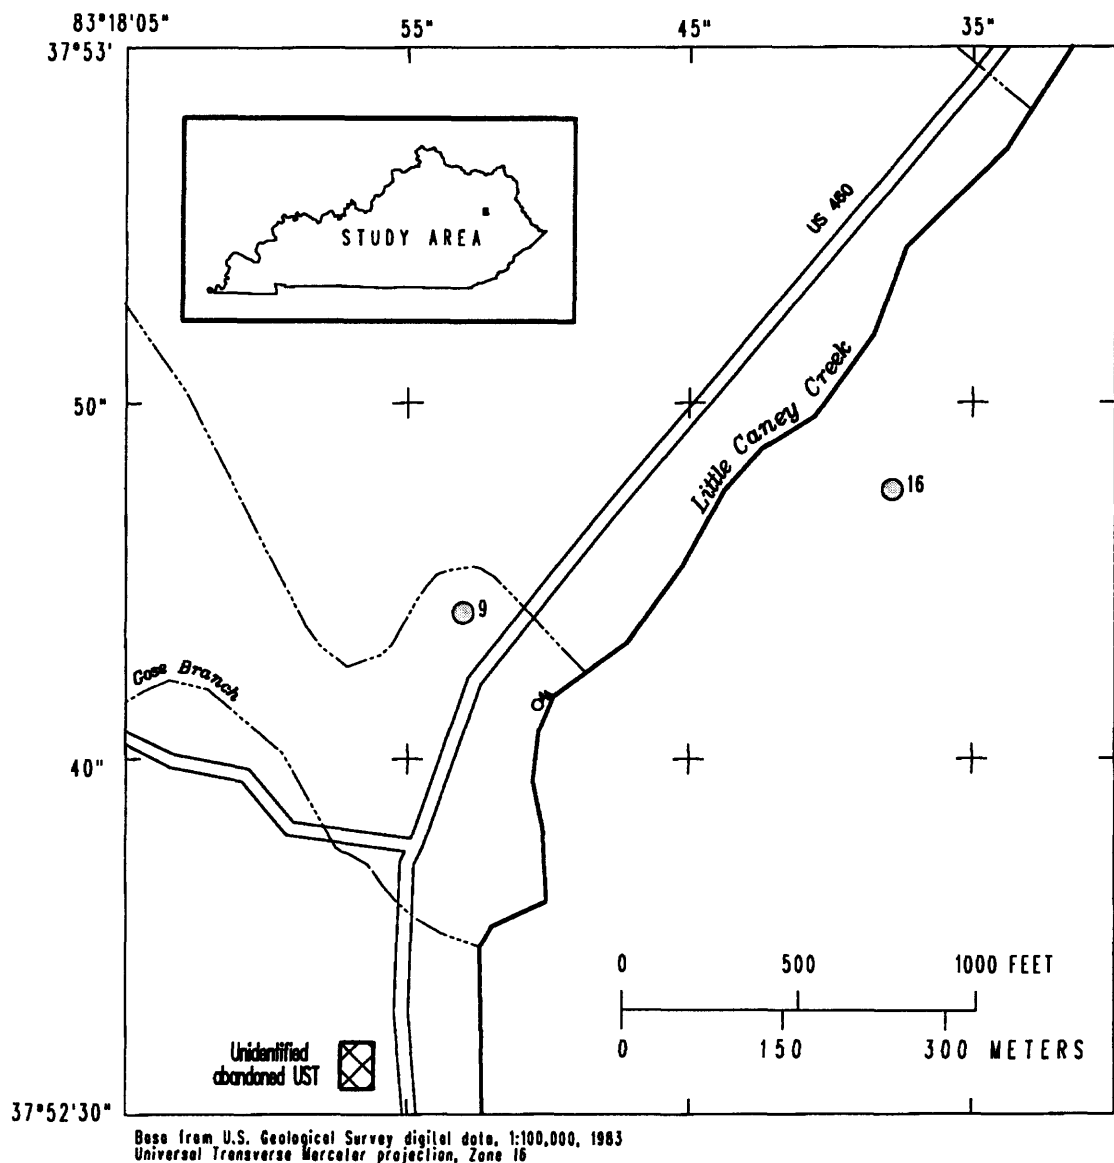 83°18'05"
55"
45"
35"
37°53'
STUDY AREA
US 460
Little Caney Creek
50"
16
9
Gose Branch
40"
0 500 1000 FEET
0 150 300 METERS
Unidentified
abandoned UST
37°52'30"
Base from U.S. Geological Survey digital data, 1:100,000, 1983
Universal Transverse Mercator projection, Zone 16